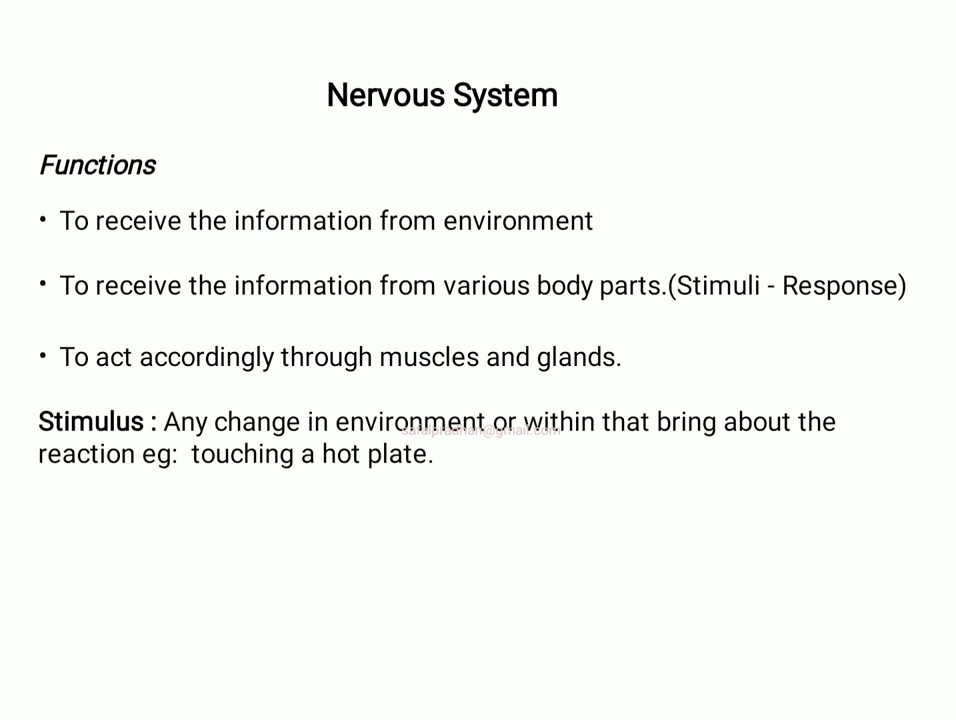 Nervous System
Functions
• To receive the information from environment
• To receive the information from various body parts.(Stimuli - Response)
• To act accordingly through muscles and glands.
Stimulus : Any change in environment or within that bring about the
reaction eg: touching a hot plate.